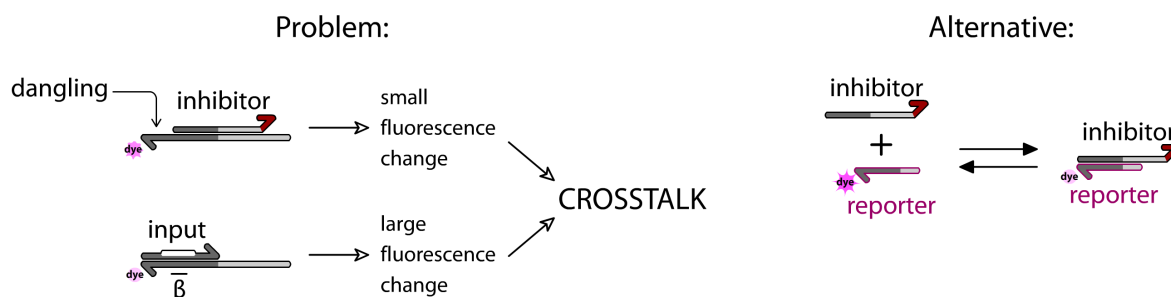 Problem:
Alternative:
dangling
inhibitor
dye
small
fluorescence
change
input
dye
β̅
large
fluorescence
change
CROSSTALK
inhibitor
+
dye
reporter
inhibitor
dye
reporter